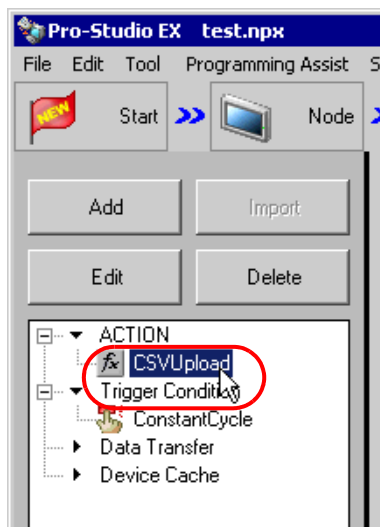 Pro-Studio EX test.npx
File Edit Tool Programming Assist S
NEW Start Node
Add Import
Edit Delete
ACTION
fx CSVUpload
Trigger Condition
ConstantCycle
Data Transfer
Device Cache